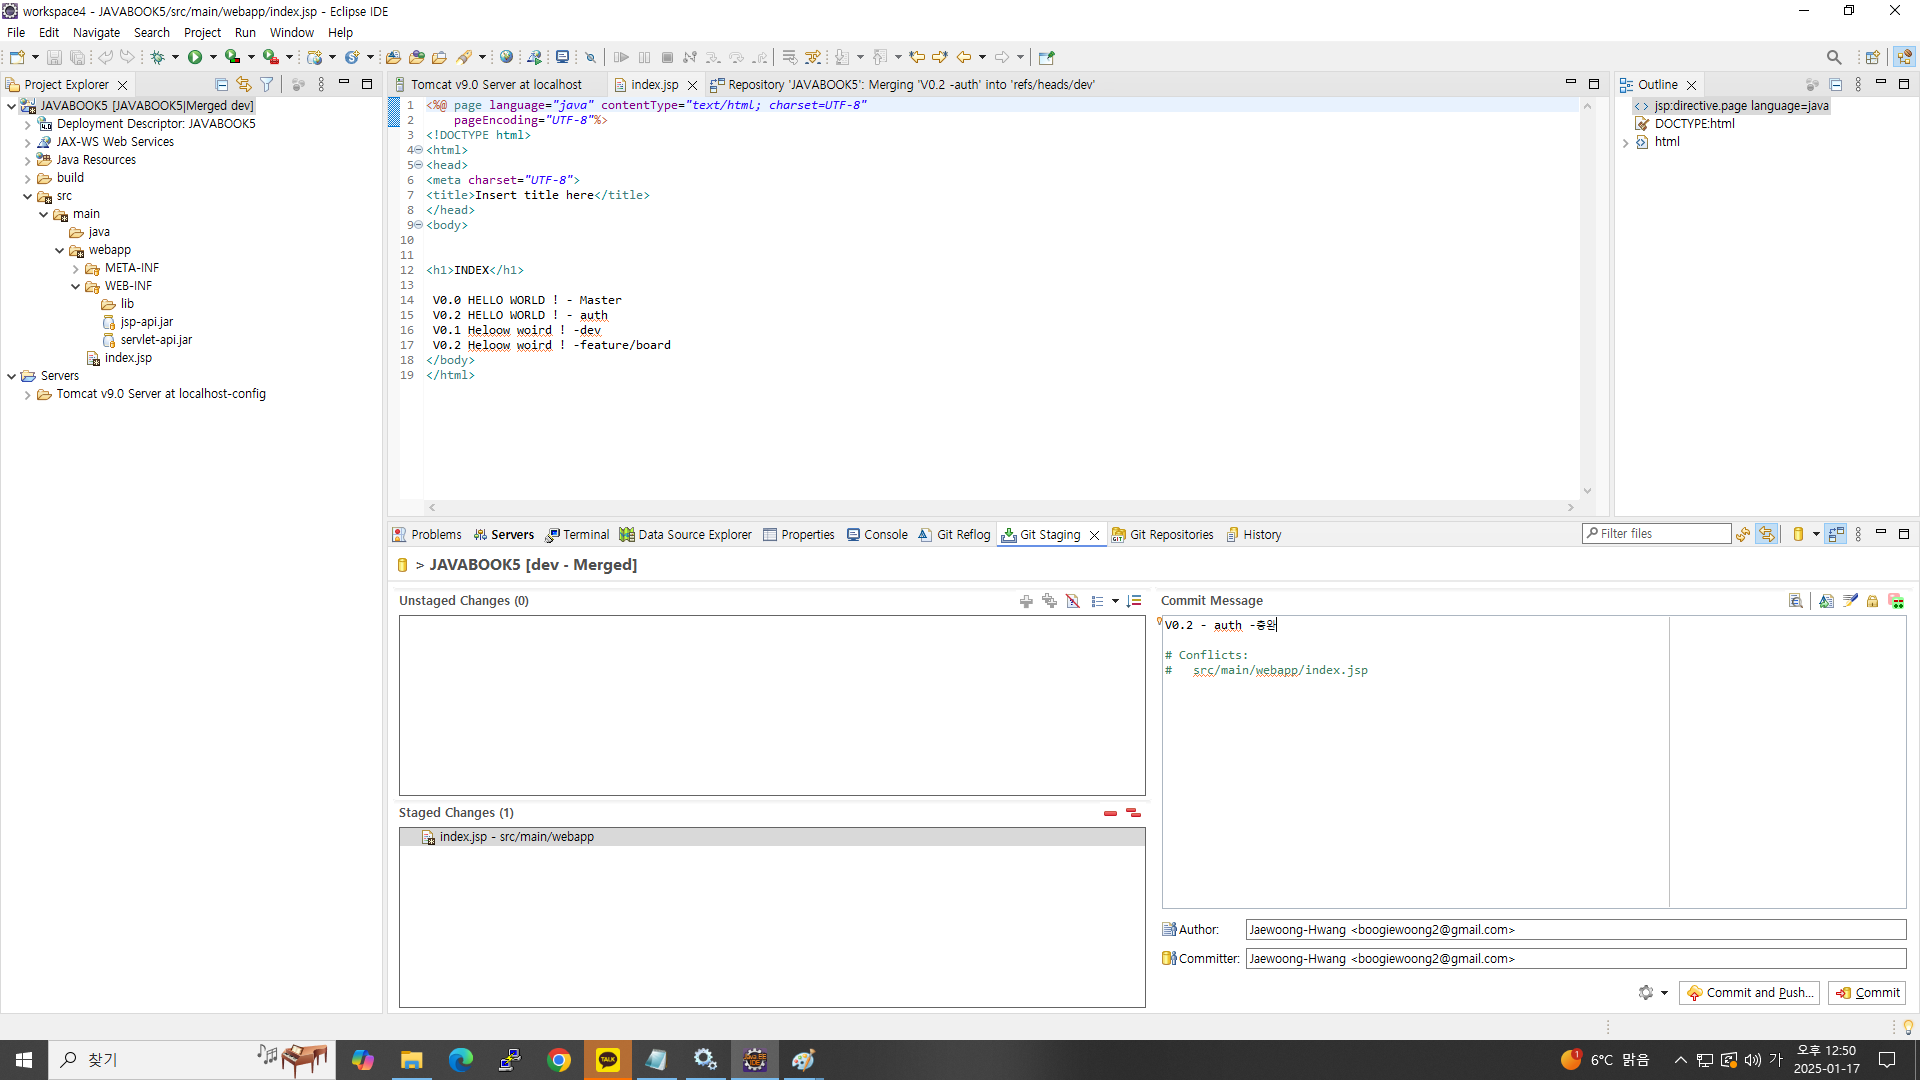 workspace4 - JAVABOOK5/src/main/webapp/index.jsp - Eclipse IDE
File Edit Navigate Search Project Run Window Help
Project Explorer
JAVABOOK5 [JAVABOOK5|Merged dev]
Deployment Descriptor: JAVABOOK5
JAX-WS Web Services
Java Resources
build
src
main
java
webapp
META-INF
WEB-INF
lib
jsp-api.jar
servlet-api.jar
index.jsp
Servers
Tomcat v9.0 Server at localhost-config
Tomcat v9.0 Server at localhost index.jsp Repository 'JAVABOOK5': Merging 'V0.2 -auth' into 'refs/heads/dev'
1 <%@ page language="java" contentType="text/html; charset=UTF-8"
2 pageEncoding="UTF-8"%>
3 <!DOCTYPE html>
4 <html>
5 <head>
6 <meta charset="UTF-8">
7 <title>Insert title here</title>
8 </head>
9 <body>
10
11
12 <h1>INDEX</h1>
13
14 V0.0 HELLO WORLD ! - Master
15 V0.2 HELLO WORLD ! - auth
16 V0.1 Heloow woird ! -dev
17 V0.2 Heloow woird ! -feature/board
18 </body>
19 </html>
Outline
jsp:directive.page language=java
DOCTYPE:html
html
Problems Servers Terminal Data Source Explorer Properties Console Git Reflog Git Staging Git Repositories History
Filter files
> JAVABOOK5 [dev - Merged]
Unstaged Changes (0)
Staged Changes (1)
index.jsp - src/main/webapp
Commit Message
V0.2 - auth -충완
# Conflicts:
# src/main/webapp/index.jsp
Author: Jaewoong-Hwang <boogiewoong2@gmail.com>
Committer: Jaewoong-Hwang <boogiewoong2@gmail.com>
Commit and Push... Commit
찾기
TALK
1
6°C 맑음
가
오후 12:50
2025-01-17